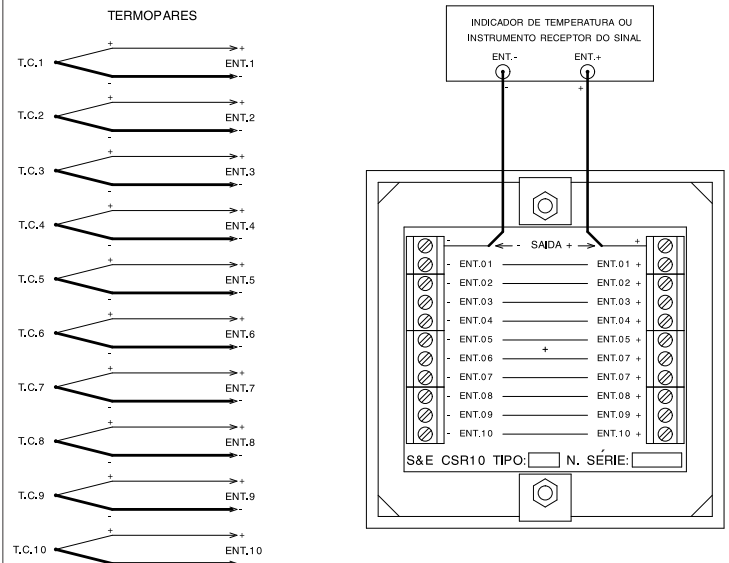 TERMOPARES
+ +
T.C.1 ENT.1
- -
+ +
T.C.2 ENT.2
- -
+ +
T.C.3 ENT.3
- -
+ +
T.C.4 ENT.4
- -
+ +
T.C.5 ENT.5
- -
+ +
T.C.6 ENT.6
- -
+ +
T.C.7 ENT.7
- -
+ +
T.C.8 ENT.8
- -
+ +
T.C.9 ENT.9
- -
+ +
T.C.10 ENT.10
INDICADOR DE TEMPERATURA OU
INSTRUMENTO RECEPTOR DO SINAL
ENT.- ENT.+
- +
- - SAIDA + +
- ENT.01 ENT.01 +
- ENT.02 ENT.02 +
- ENT.03 ENT.03 +
- ENT.04 ENT.04 +
- ENT.05 ENT.05 +
+
- ENT.06 ENT.07 +
- ENT.07 ENT.07 +
- ENT.08 ENT.08 +
- ENT.09 ENT.09 +
- ENT.10 ENT.10 +
S&E CSR10 TIPO: N. SÉRIE: